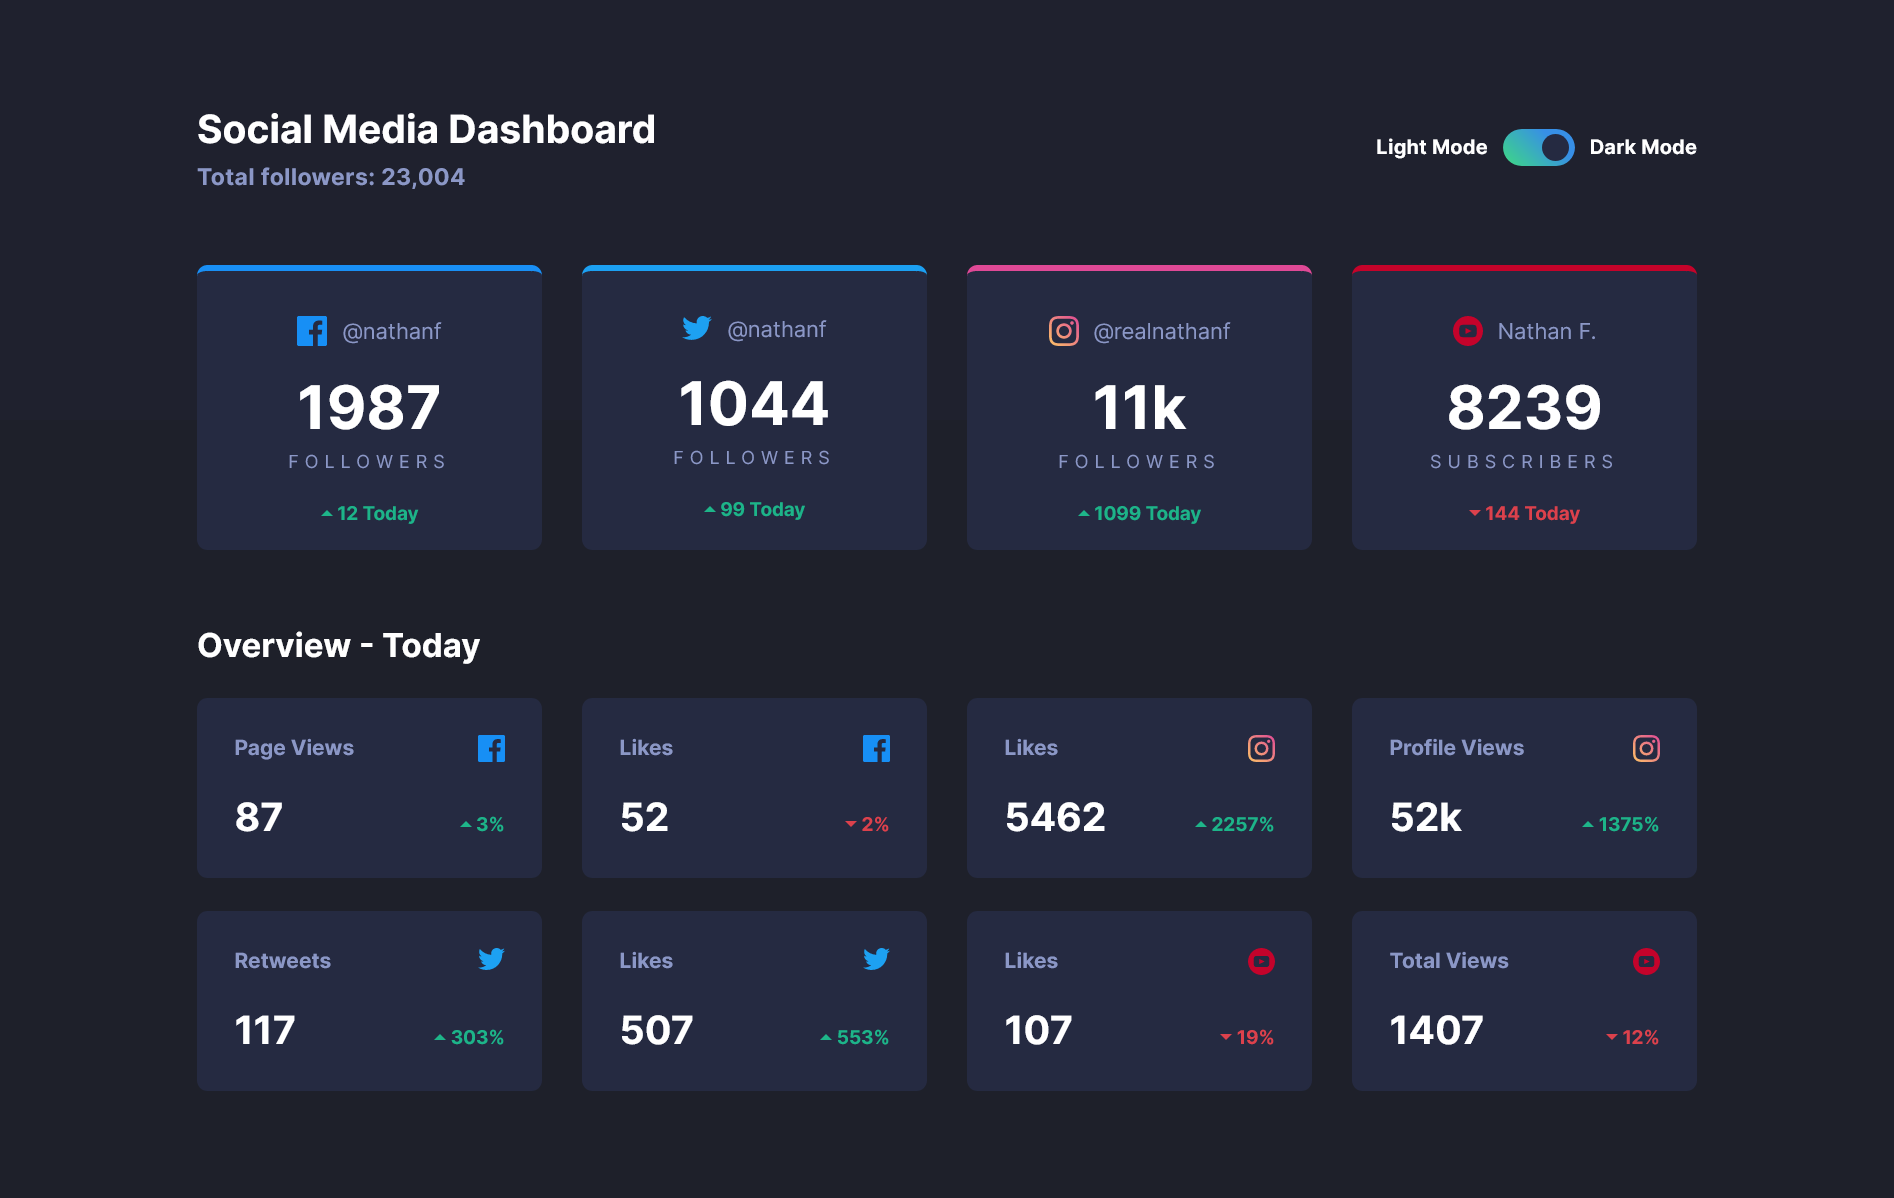 Social Media Dashboard
Total followers: 23,004
Light Mode Dark Mode
@nathanf
1987
FOLLOWERS
12 Today
@nathanf
1044
FOLLOWERS
99 Today
@realnathanf
11k
FOLLOWERS
1099 Today
Nathan F.
8239
SUBSCRIBERS
144 Today
Overview - Today
Page Views
87
3%
Likes
52
2%
Likes
5462
2257%
Profile Views
52k
1375%
Retweets
117
303%
Likes
507
553%
Likes
107
19%
Total Views
1407
12%